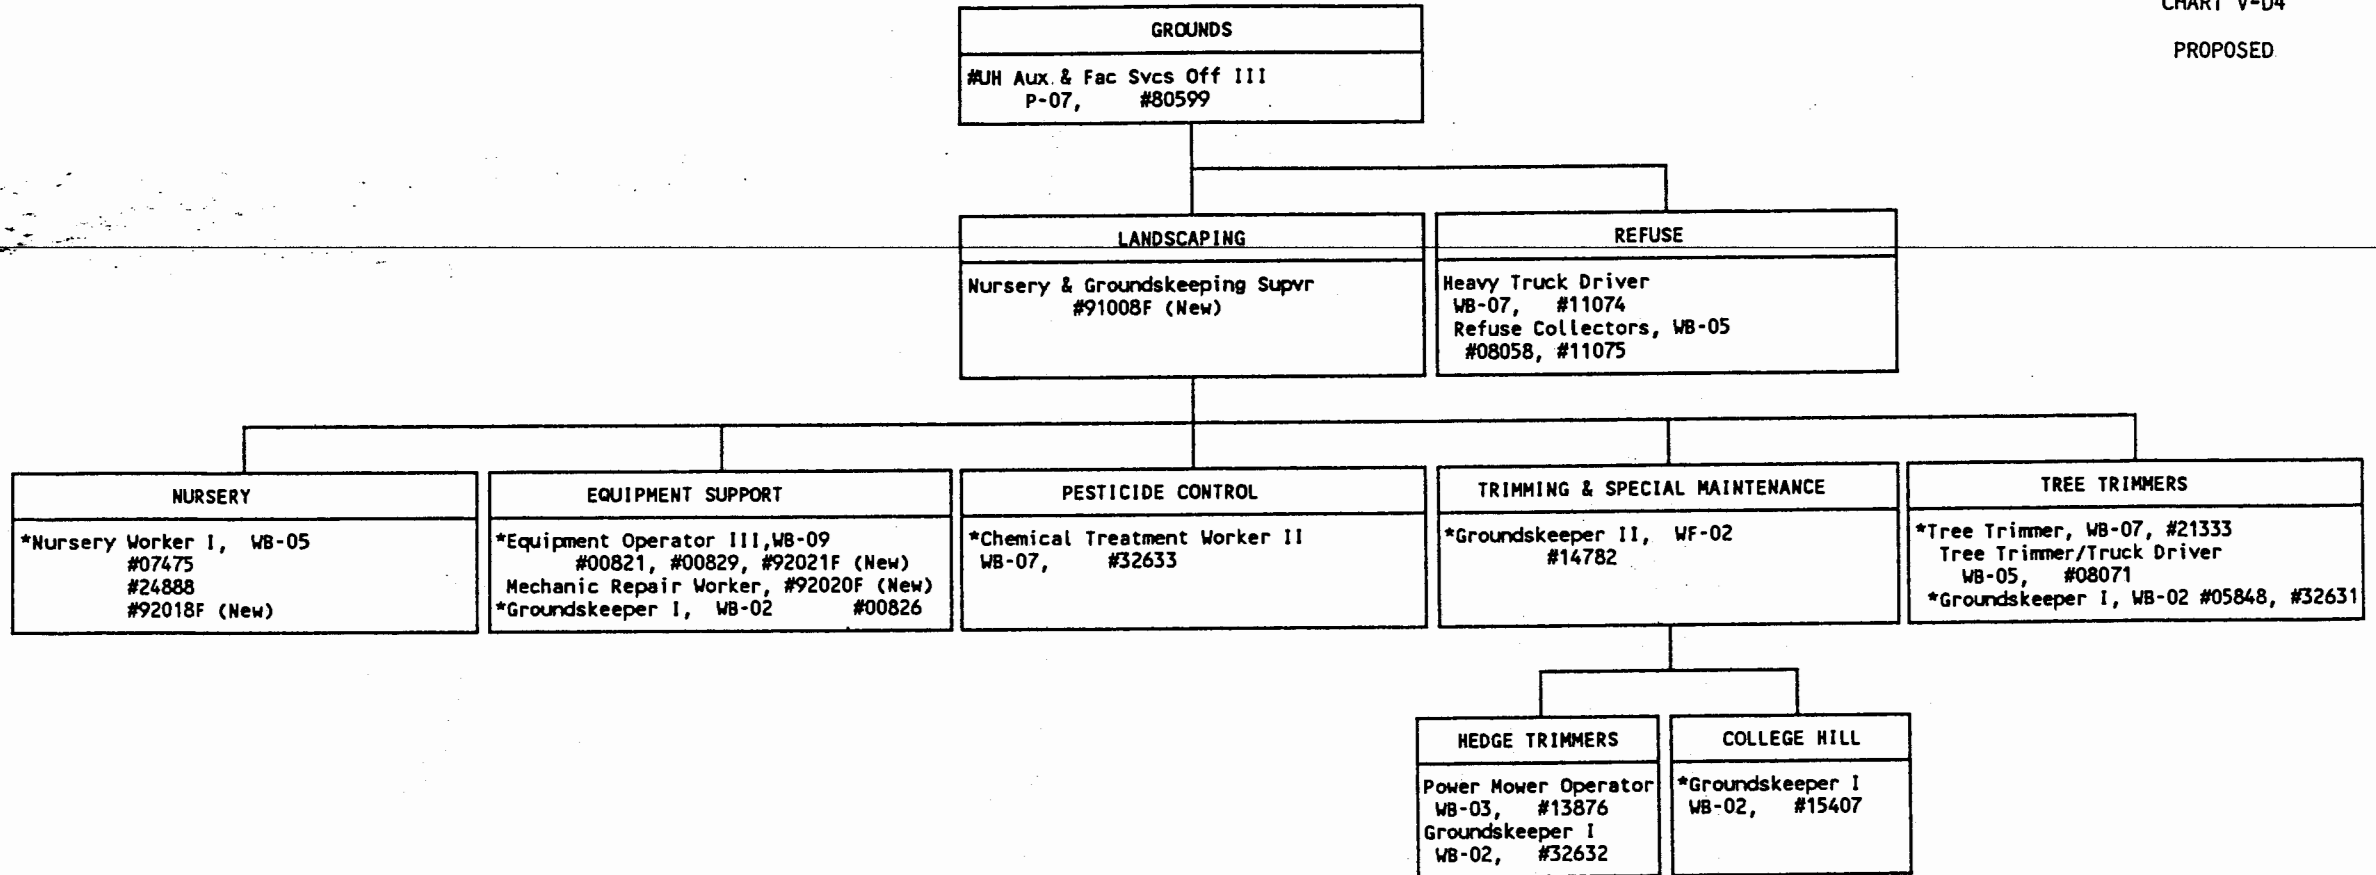 CHART V-D4
PROPOSED
GROUNDS
#UH Aux & Fac Svcs Off III
P-07, #80599
LANDSCAPING
Nursery & Groundskeeping Supvr
#91008F (New)
REFUSE
Heavy Truck Driver
WB-07, #11074
Refuse Collectors, WB-05
#08058, #11075
NURSERY
*Nursery Worker I, WB-05
#07475
#24888
#92018F (New)
EQUIPMENT SUPPORT
*Equipment Operator III,WB-09
#00821, #00829, #92021F (New)
Mechanic Repair Worker, #92020F (New)
*Groundskeeper I, WB-02 #00826
PESTICIDE CONTROL
*Chemical Treatment Worker II
WB-07, #32633
TRIMMING & SPECIAL MAINTENANCE
*Groundskeeper II, WF-02
#14782
TREE TRIMMERS
*Tree Trimmer, WB-07, #21333
Tree Trimmer/Truck Driver
WB-05, #08071
*Groundskeeper I, WB-02 #05848, #32631
HEDGE TRIMMERS
Power Mower Operator
WB-03, #13876
Groundskeeper I
WB-02, #32632
COLLEGE HILL
*Groundskeeper I
WB-02, #15407